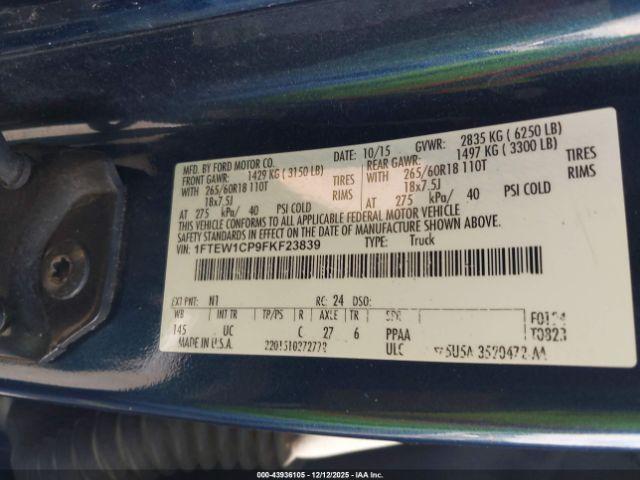 MFD. BY FORD MOTOR CO. DATE: 10/15 GVWR: 2835 KG ( 6250 LB)
FRONT GAWR: 1429 KG ( 3150 LB) REAR GAWR: 1497 KG ( 3300 LB)
WITH 265/60R18 110T TIRES WITH 265/60R18 110T TIRES
18x7.5J RIMS 18x7.5J RIMS
AT 275 kPa/ 40 PSI COLD AT 275 kPa/ 40 PSI COLD
THIS VEHICLE CONFORMS TO ALL APPLICABLE FEDERAL MOTOR VEHICLE
SAFETY STANDARDS IN EFFECT ON THE DATE OF MANUFACTURE SHOWN ABOVE.
VIN: 1FTEW1CP9FKF23839 TYPE: Truck
EXT PNT: N1 RC: 24 DSO:
WB INT TR TP/PS R AXLE TR SPR
145 UC C 27 6 PPAA
MADE IN U.S.A. ULC
-- 43936105 - 12/12/2025 --